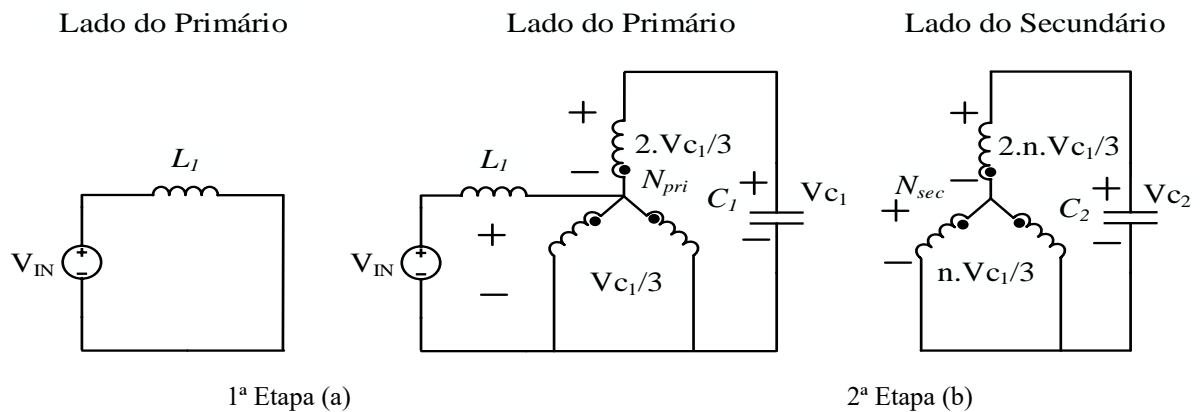 Lado do Primário
Lado do Primário
Lado do Secundário
L1
VIN
+
-
+
−
2.Vc1/3
Npri
L1
VIN
+
-
+
−
Vc1/3
C1
+
−
Vc1
+
−
2.n.Vc1/3
Nsec
+
−
n.Vc1/3
C2
+
−
Vc2
1ª Etapa (a)
2ª Etapa (b)